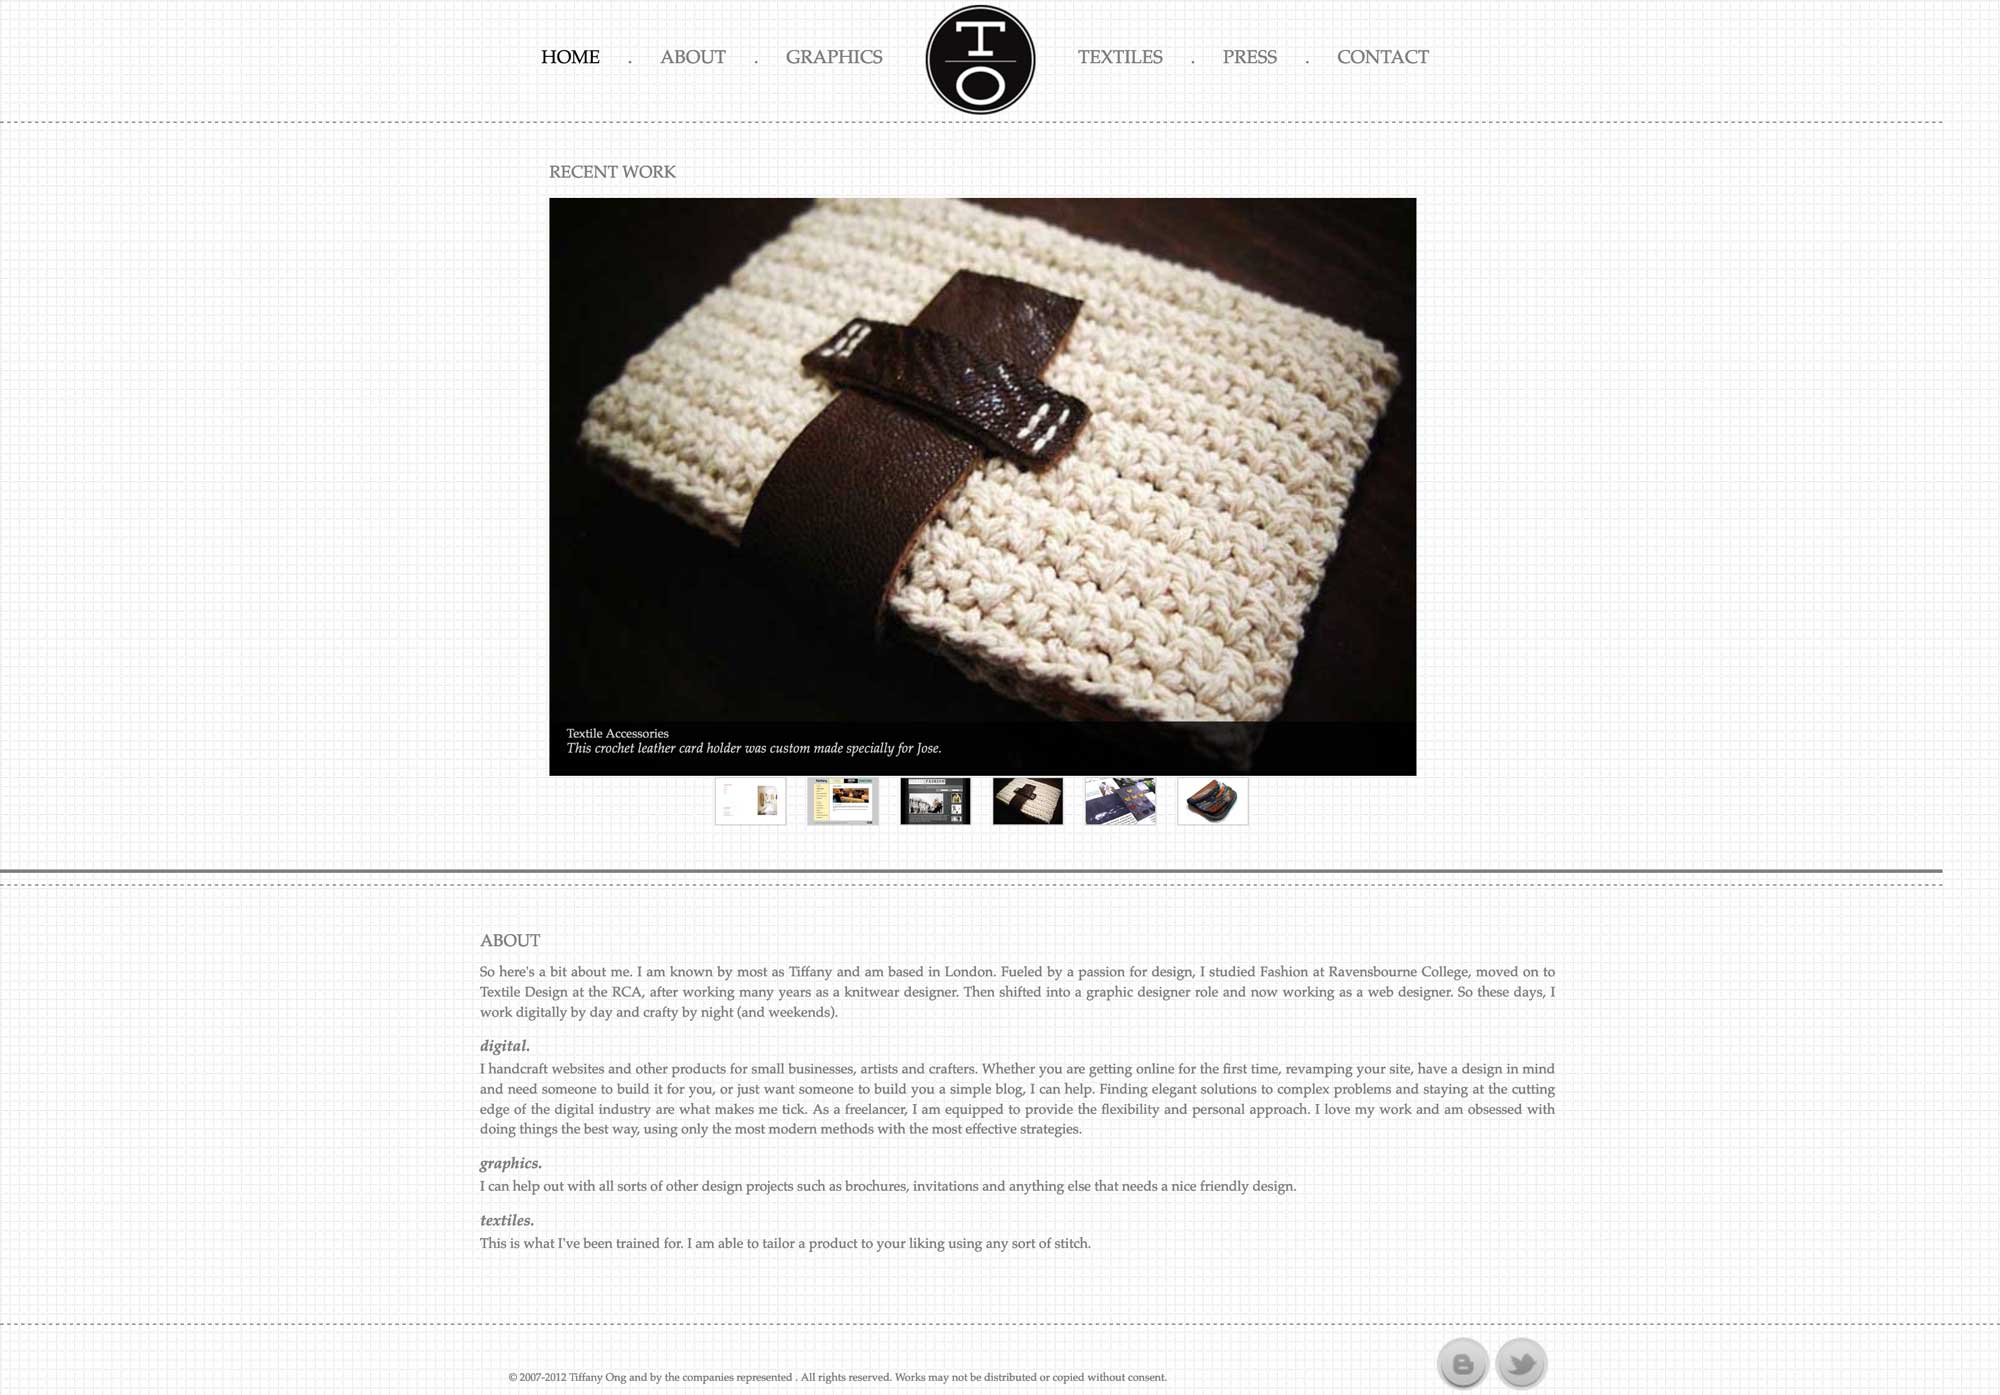 HOME . ABOUT . GRAPHICS TO TEXTILES . PRESS . CONTACT
RECENT WORK
Textile Accessories
This crochet leather card holder was custom made specially for Jose.
ABOUT
So here's a bit about me. I am known by most as Tiffany and am based in London. Fueled by a passion for design, I studied Fashion at Ravensbourne College, moved on to
Textile Design at the RCA, after working many years as a knitwear designer. Then shifted into a graphic designer role and now working as a web designer. So these days, I
work digitally by day and crafty by night (and weekends).
digital.
I handcraft websites and other products for small businesses, artists and crafters. Whether you are getting online for the first time, revamping your site, have a design in mind
and need someone to build it for you, or just want someone to build you a simple blog, I can help. Finding elegant solutions to complex problems and staying at the cutting
edge of the digital industry are what makes me tick. As a freelancer, I am equipped to provide the flexibility and personal approach. I love my work and am obsessed with
doing things the best way, using only the most modern methods with the most effective strategies.
graphics.
I can help out with all sorts of other design projects such as brochures, invitations and anything else that needs a nice friendly design.
textiles.
This is what I've been trained for. I am able to tailor a product to your liking using any sort of stitch.
© 2007-2012 Tiffany Ong and by the companies represented . All rights reserved. Works may not be distributed or copied without consent.